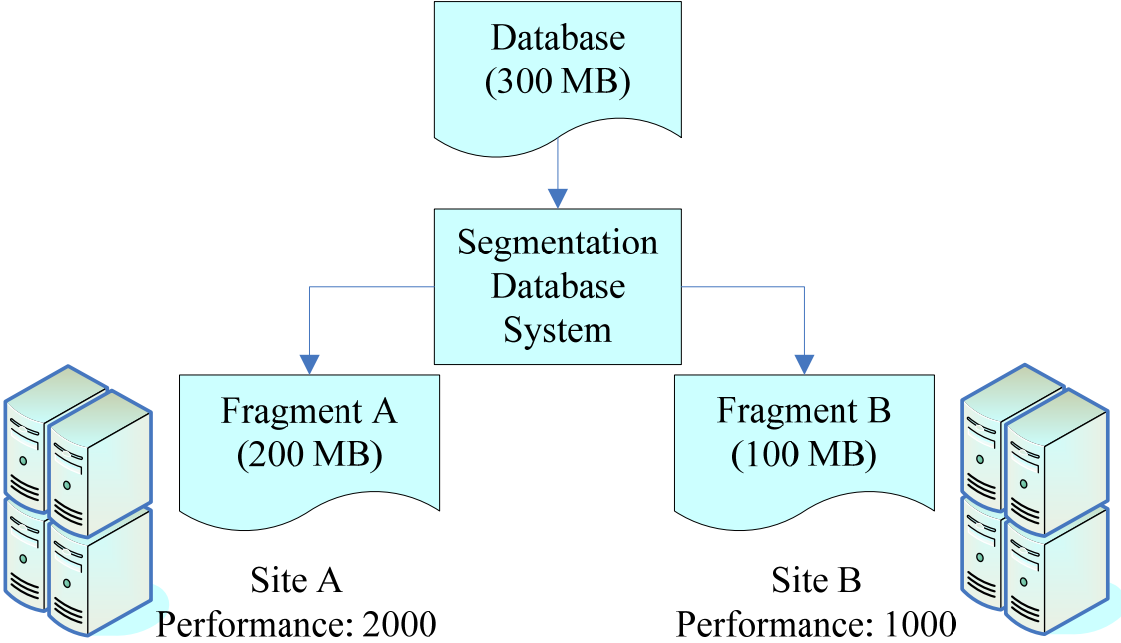 Database
(300 MB)
Segmentation
Database
System
Fragment A
(200 MB)
Fragment B
(100 MB)
Site A
Performance: 2000
Site B
Performance: 1000